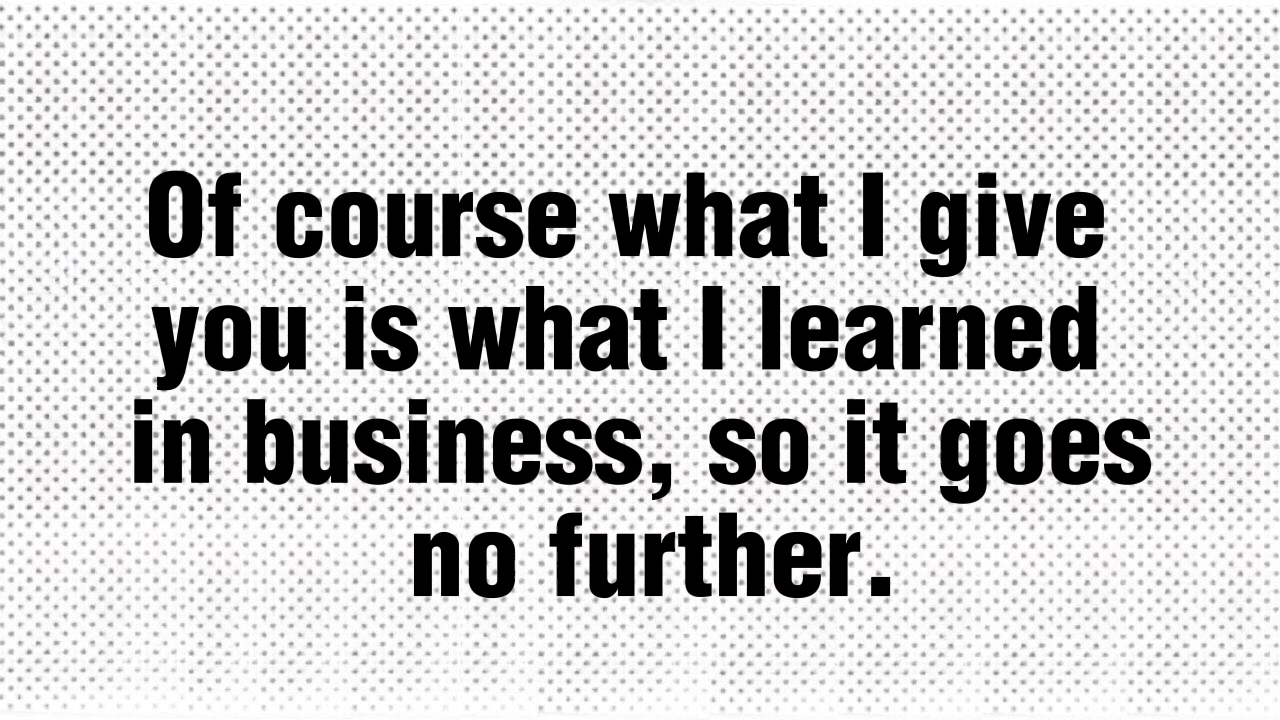 Of course what I give
you is what I learned
in business, so it goes
no further.